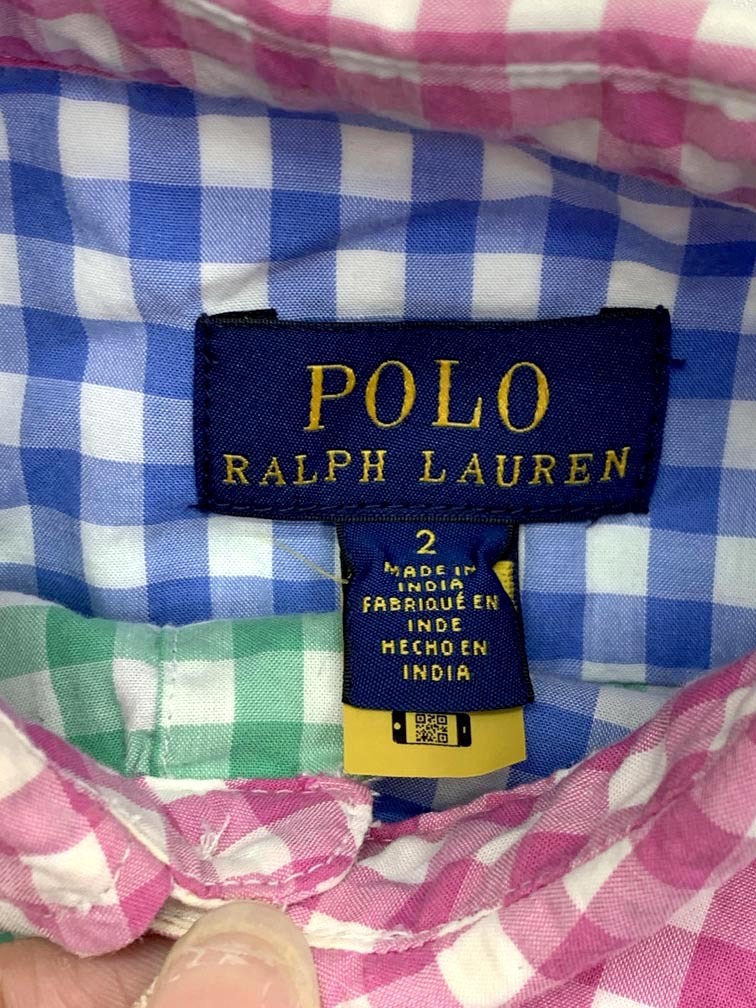 POLO
RALPH LAUREN
2
MADE IN
INDIA
FABRIQUÉ EN
INDE
HECHO EN
INDIA